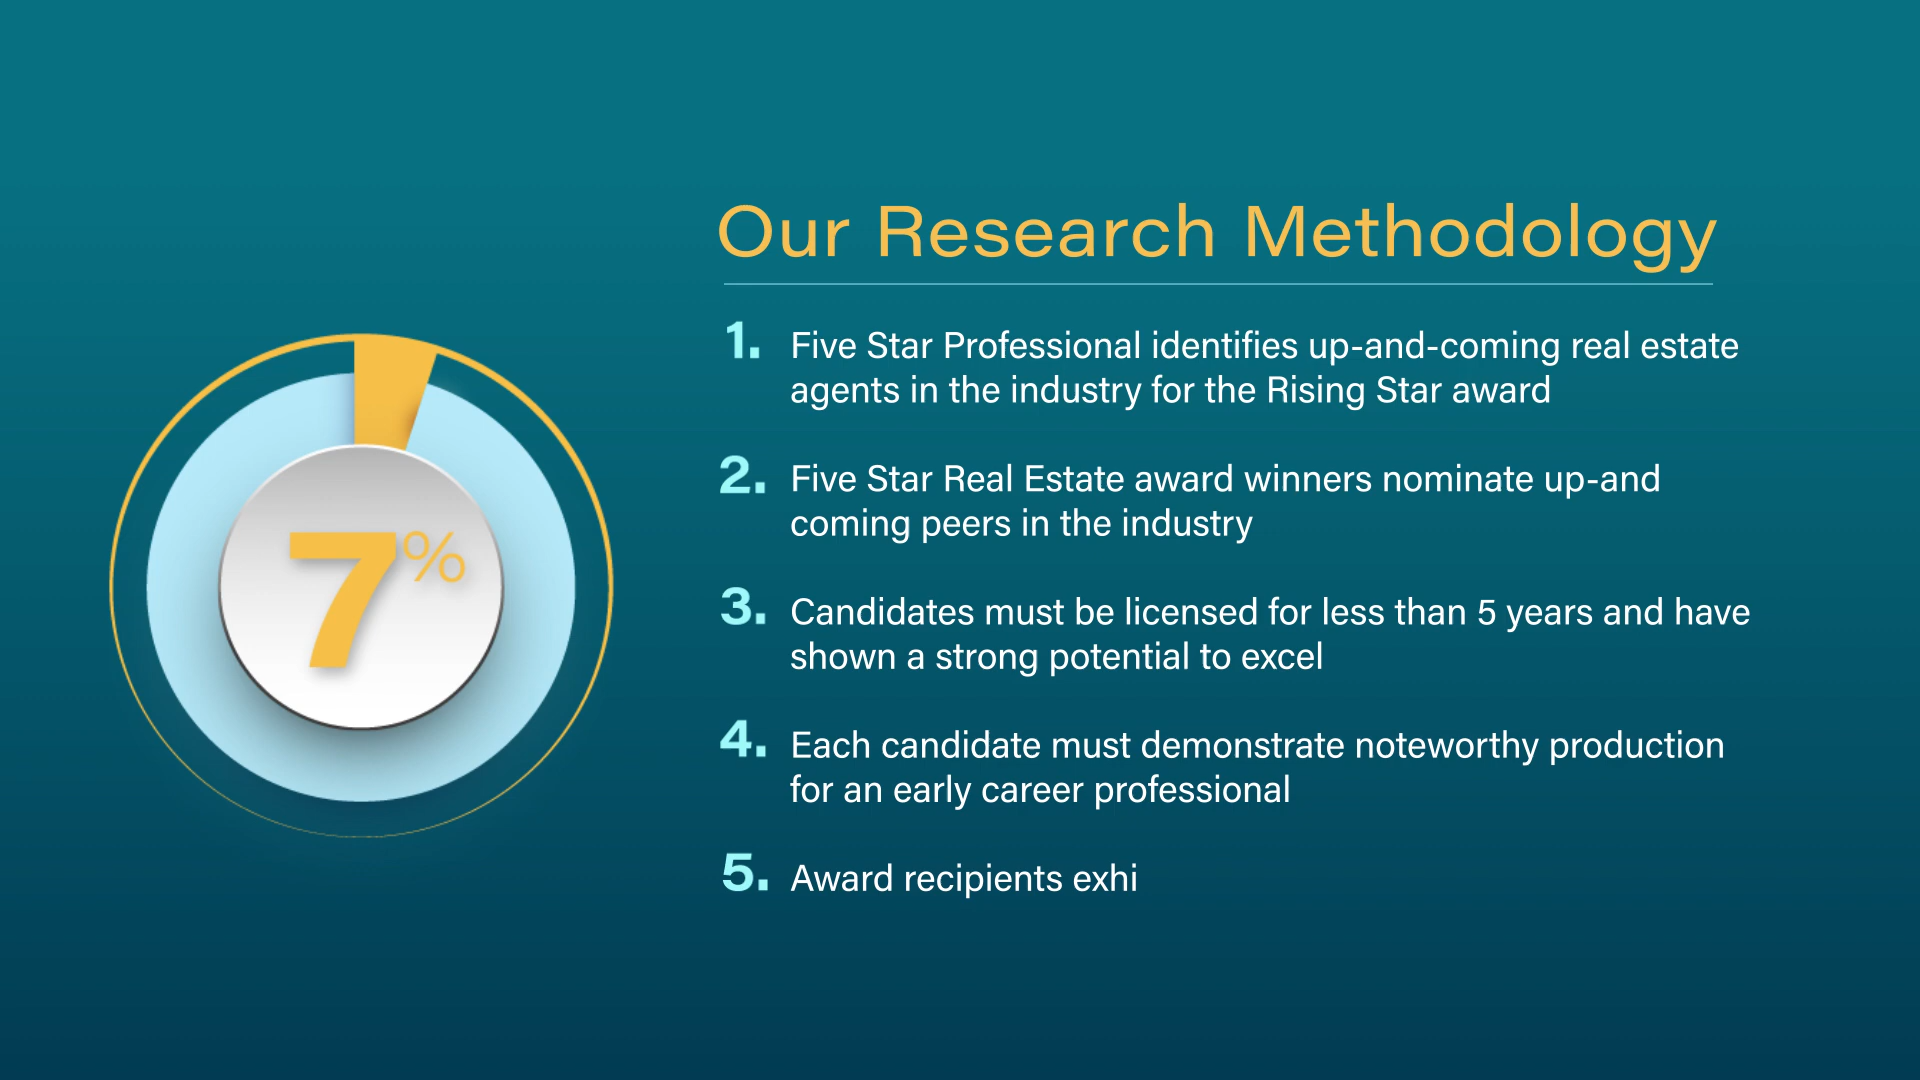 Our Research Methodology
1. Five Star Professional identifies up-and-coming real estate
agents in the industry for the Rising Star award
2. Five Star Real Estate award winners nominate up-and
coming peers in the industry
3. Candidates must be licensed for less than 5 years and have
shown a strong potential to excel
4. Each candidate must demonstrate noteworthy production
for an early career professional
5. Award recipients exhi
7%